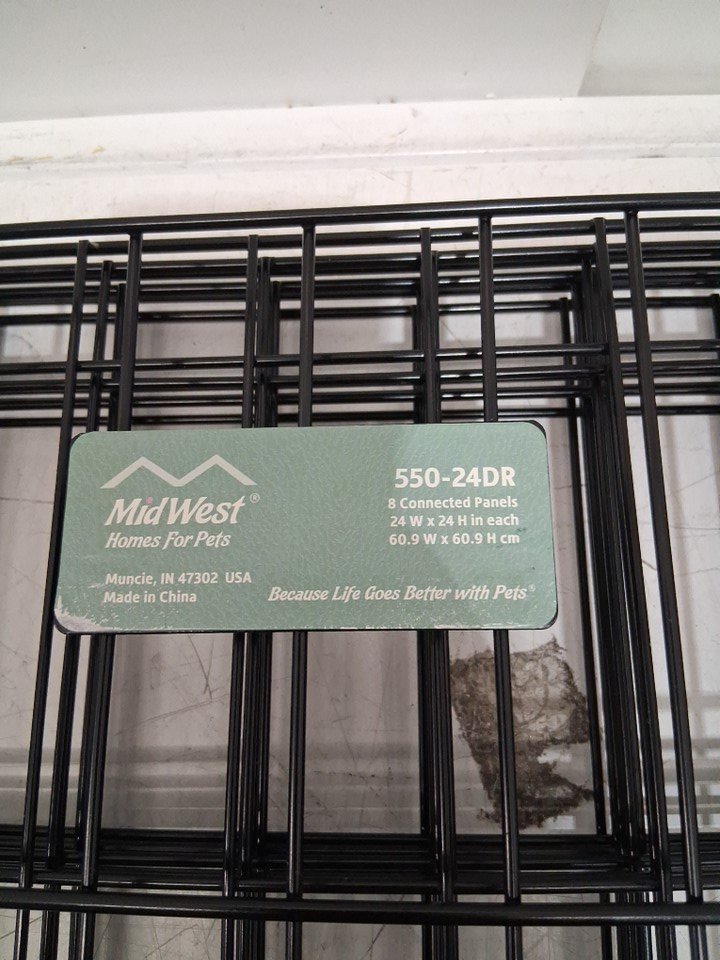 MidWest®
Homes For Pets
550-24DR
8 Connected Panels
24 W x 24 H in each
60.9 W x 60.9 H cm
Muncie, IN 47302 USA
Made in China
Because Life Goes Better with Pets®